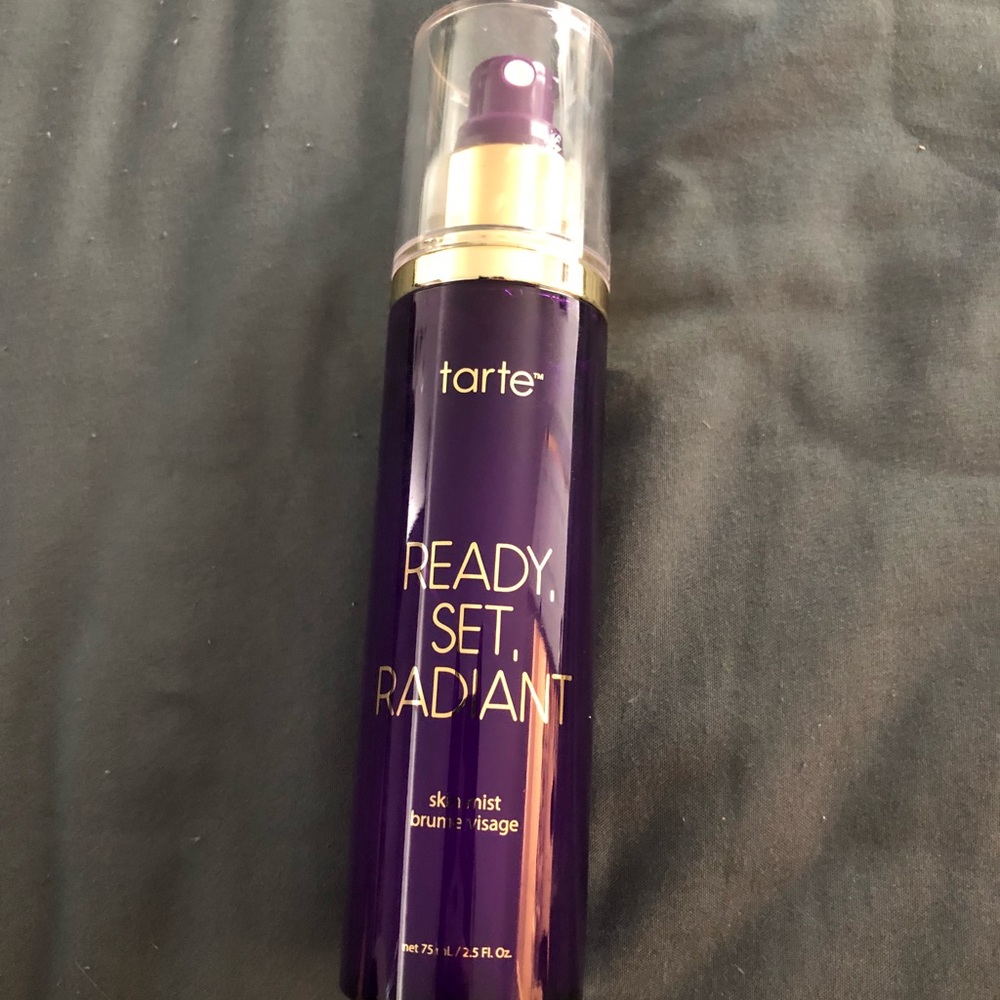 tarte™
READY.
SET.
RADIANT
skin mist
brume visage
net 75 mL / 2.5 Fl. Oz.